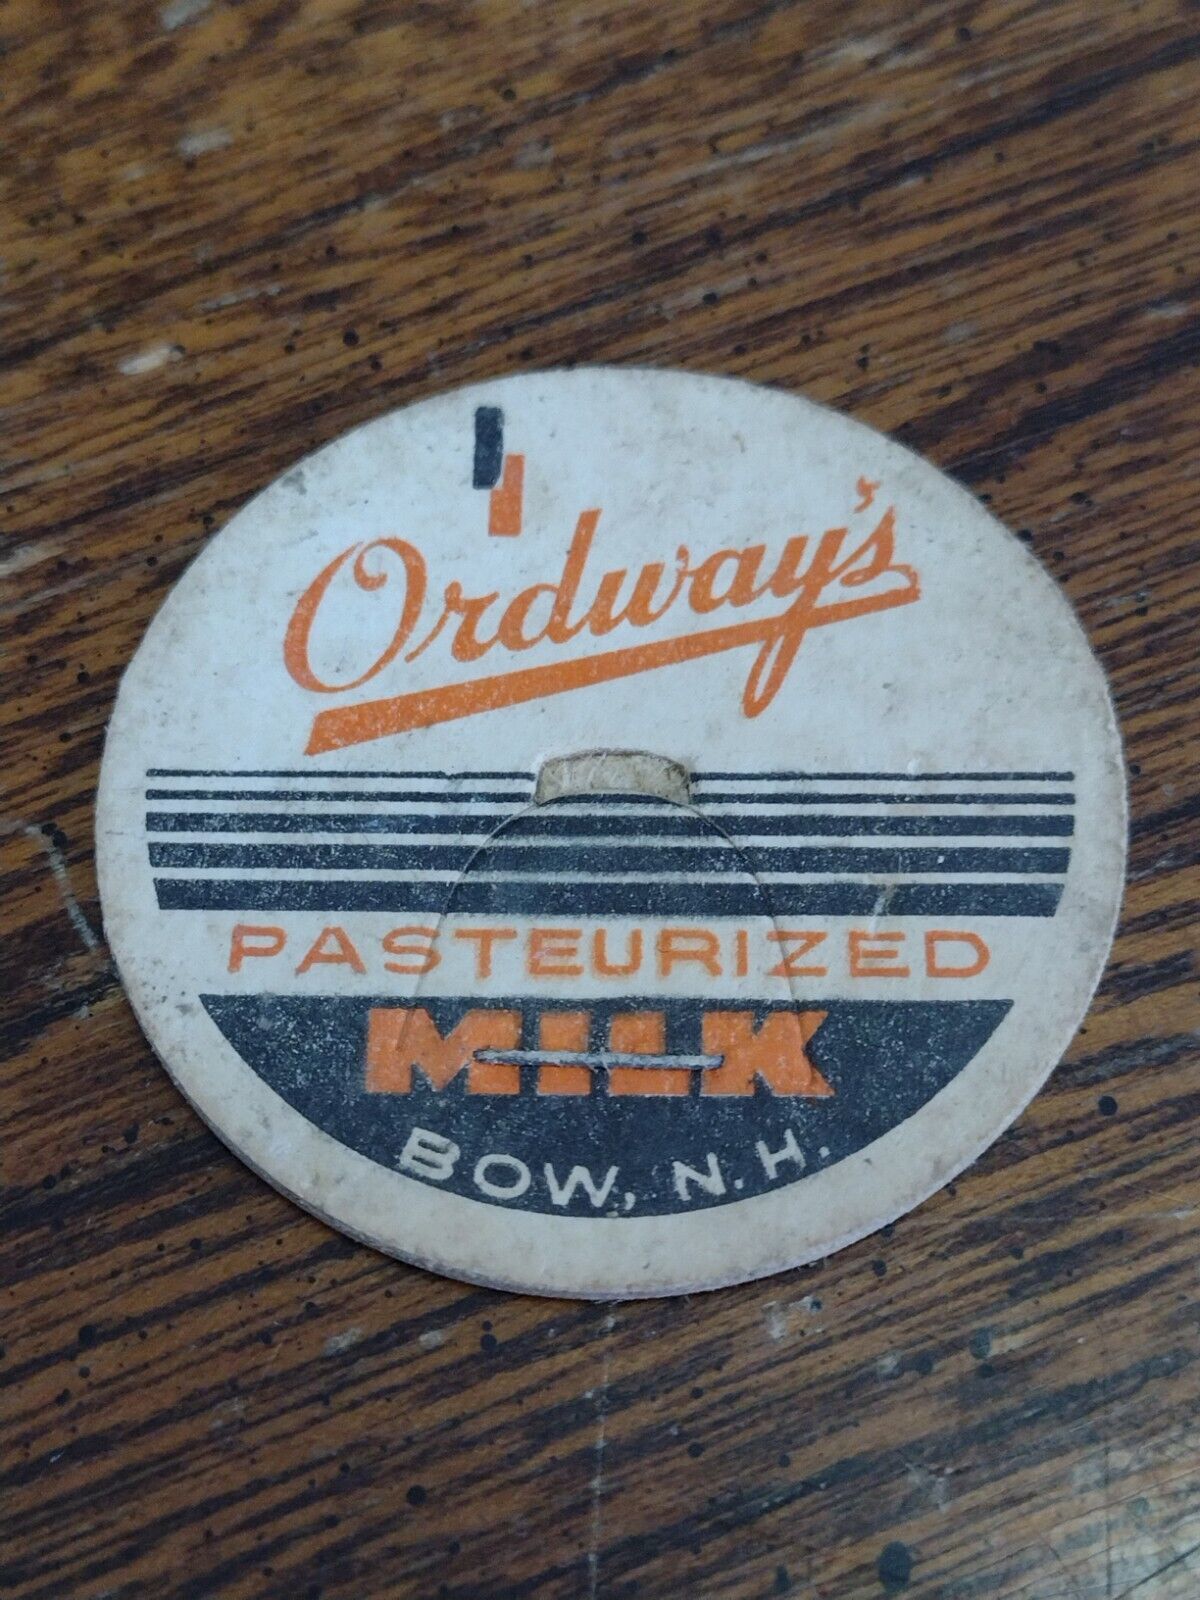 Ordway's
PASTEURIZED
MILK
BOW, N.H.